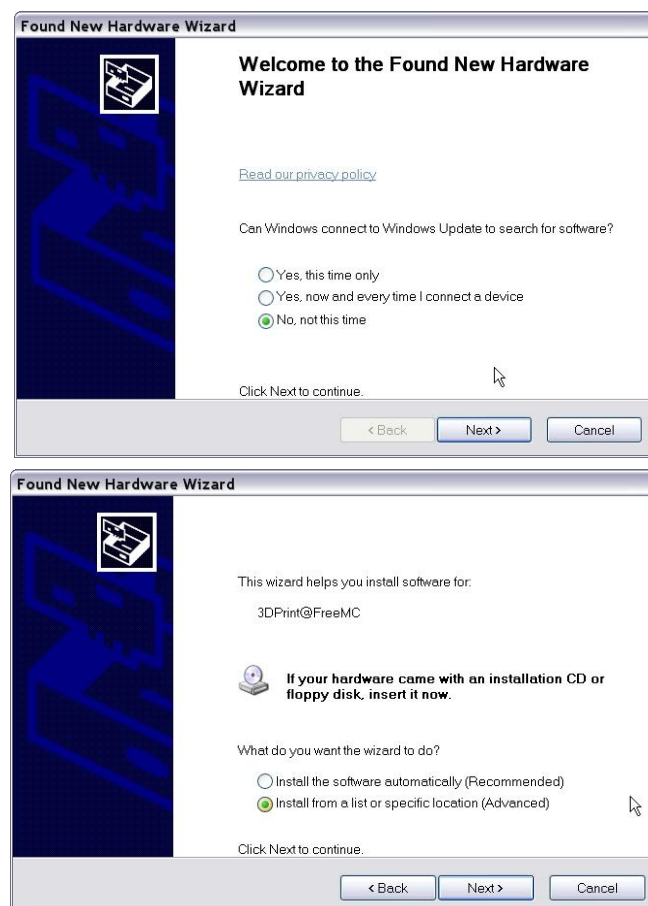 Found New Hardware Wizard
Welcome to the Found New Hardware
Wizard
Read our privacy policy
Can Windows connect to Windows Update to search for software?
Yes, this time only
Yes, now and every time I connect a device
No, not this time
Click Next to continue.
< Back Next > Cancel
Found New Hardware Wizard
This wizard helps you install software for:
3DPrint@FreeMC
If your hardware came with an installation CD or
floppy disk, insert it now.
What do you want the wizard to do?
Install the software automatically (Recommended)
Install from a list or specific location (Advanced)
Click Next to continue.
< Back Next > Cancel